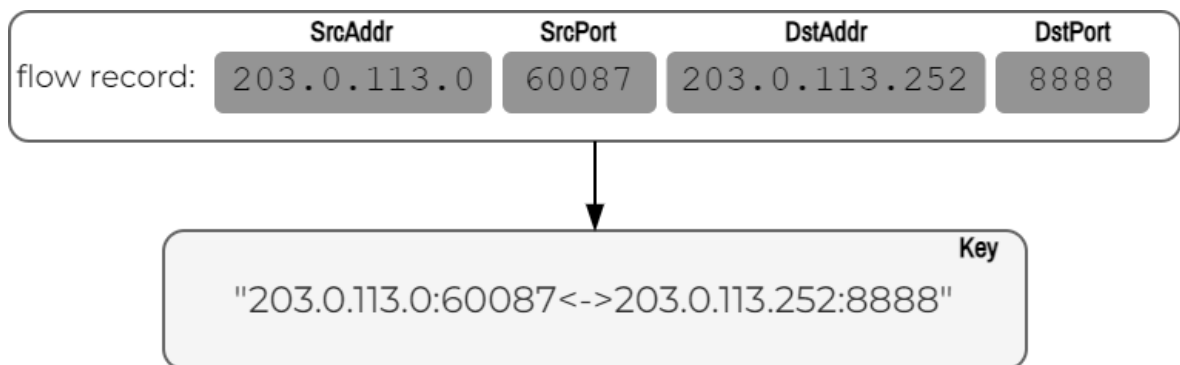 SrcAddr SrcPort DstAddr DstPort
flow record: 203.0.113.0 60087 203.0.113.252 8888
Key
"203.0.113.0:60087<->203.0.113.252:8888"